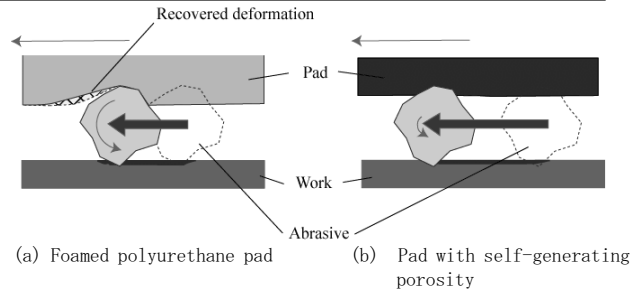 Recovered deformation
Pad
Work
Abrasive
(a) Foamed polyurethane pad
(b) Pad with self-generating
porosity